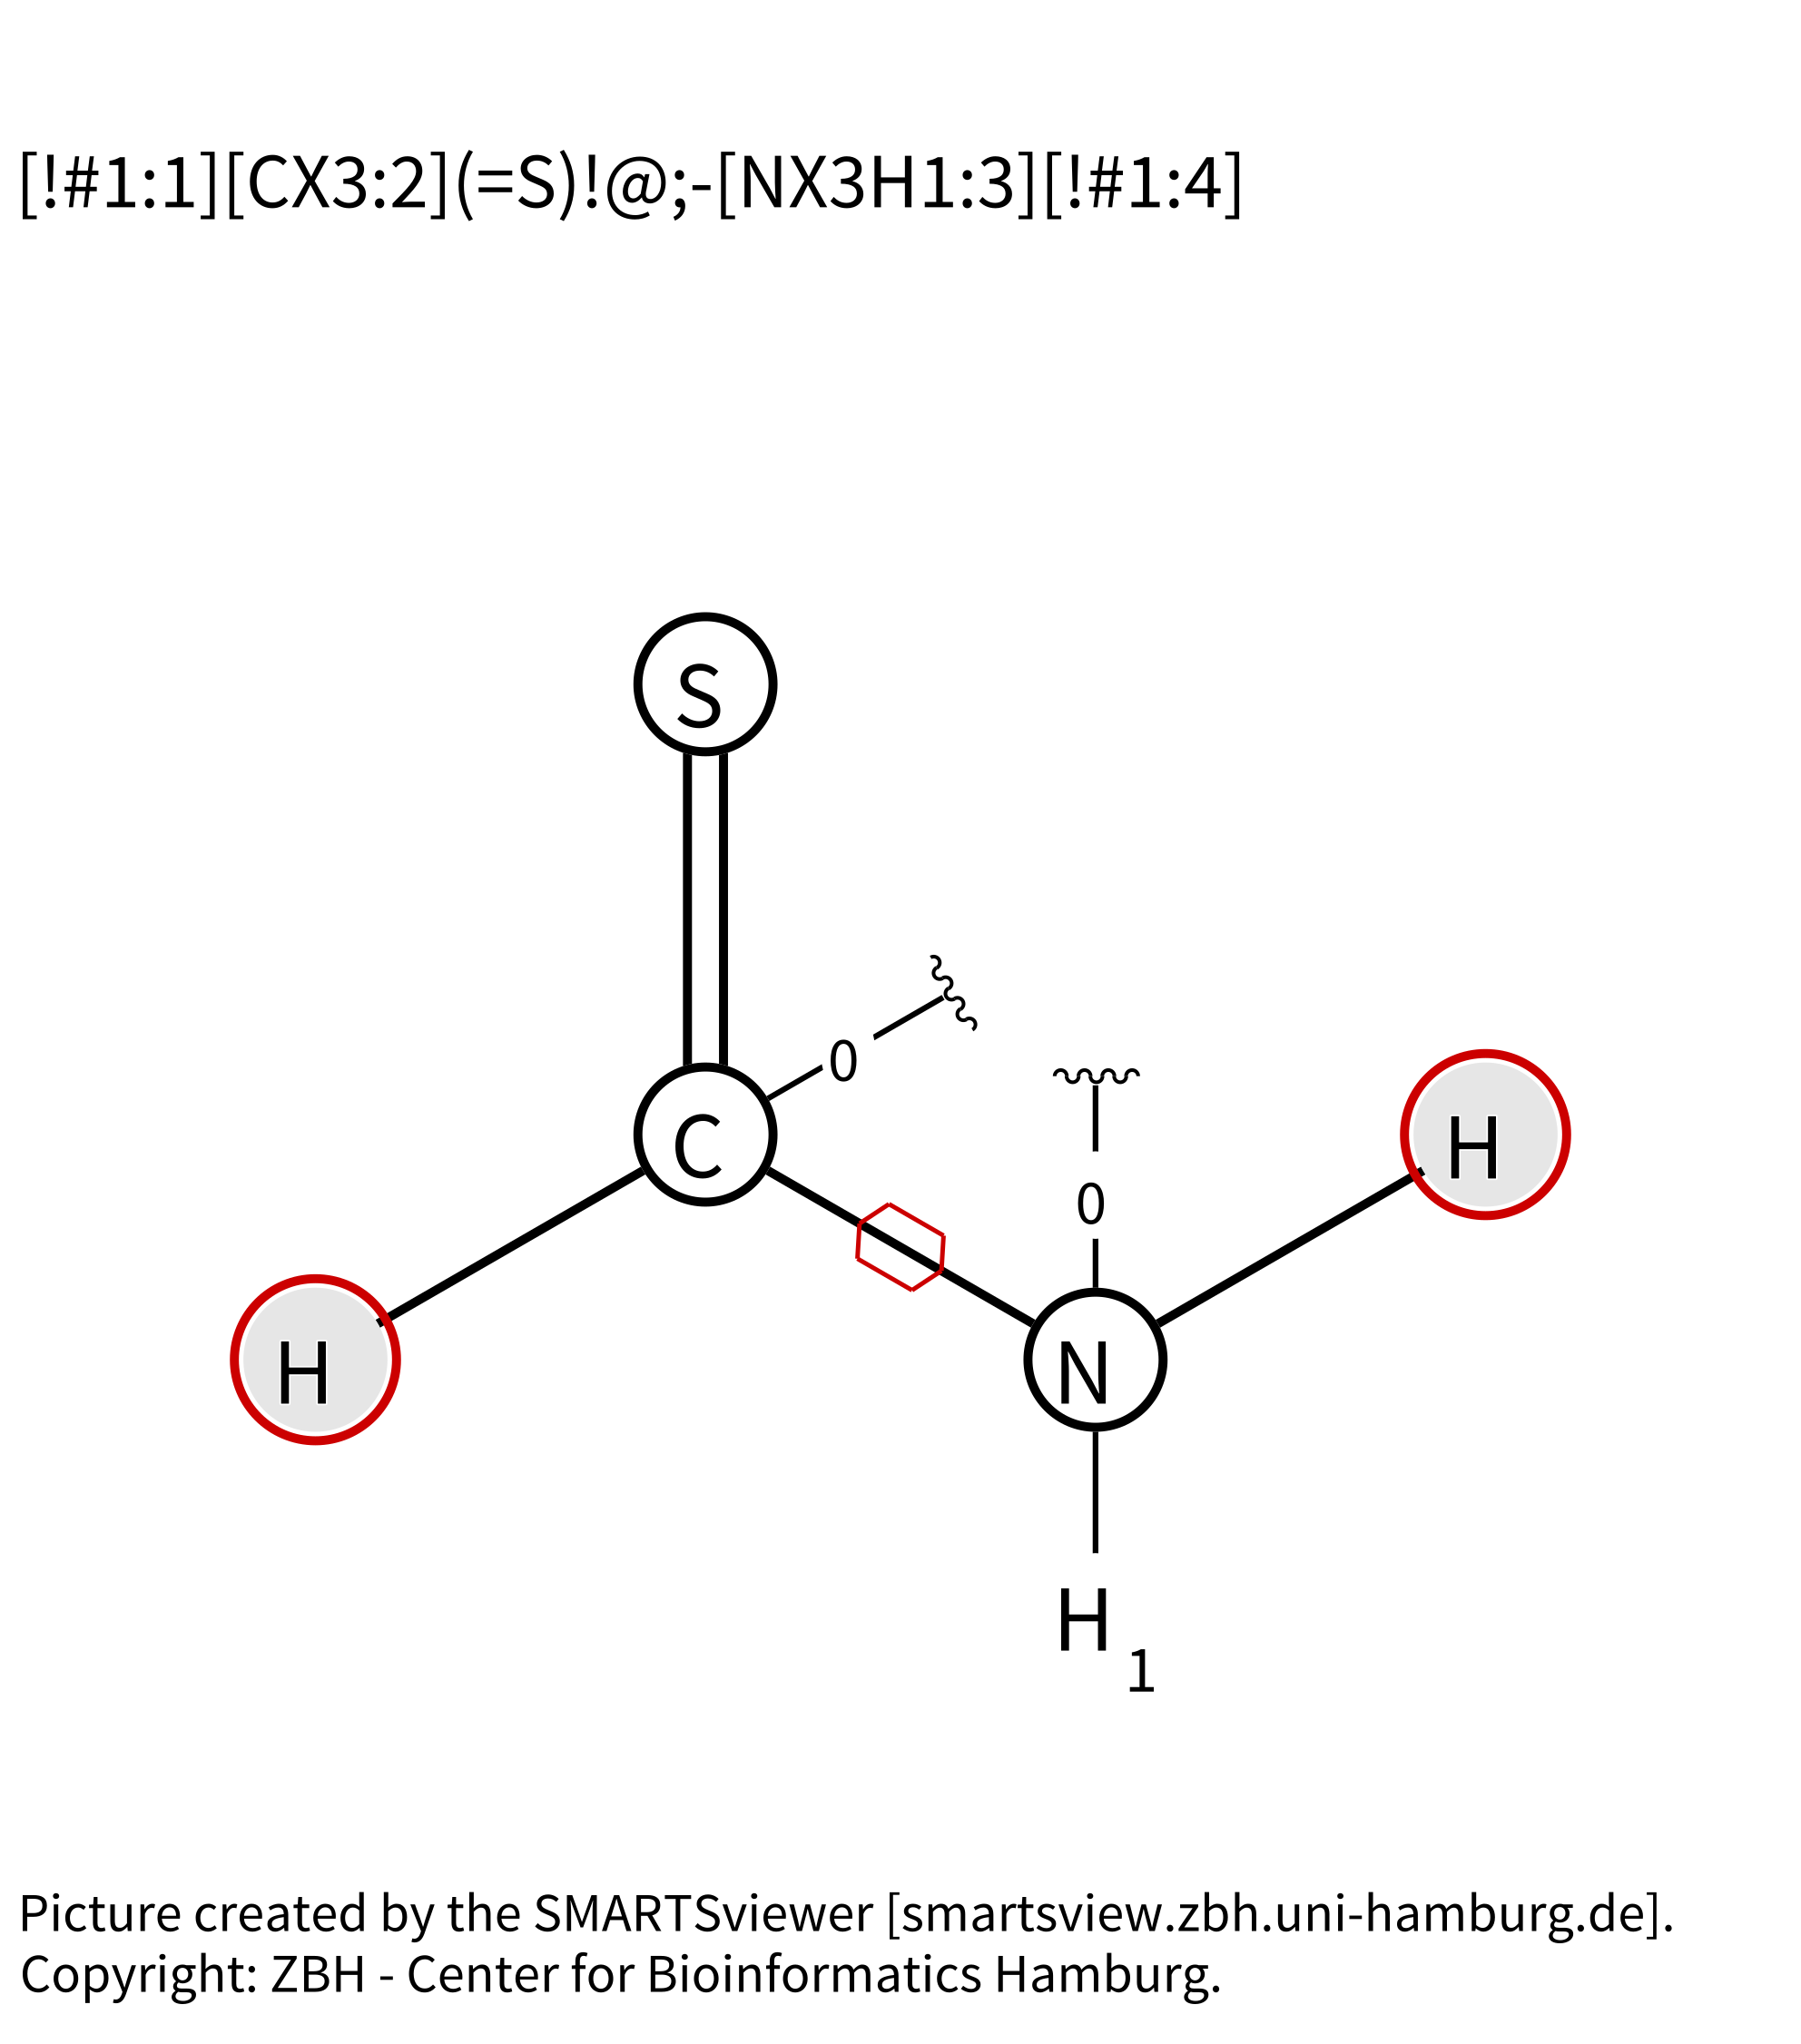 [!#1:1][CX3:2](=S)!@;-[NX3H1:3][!#1:4]
S
0
C
0
H
H
N
H 1
Picture created by the SMARTSviewer [smartsview.zbh.uni-hamburg.de].
Copyright: ZBH - Center for Bioinformatics Hamburg.